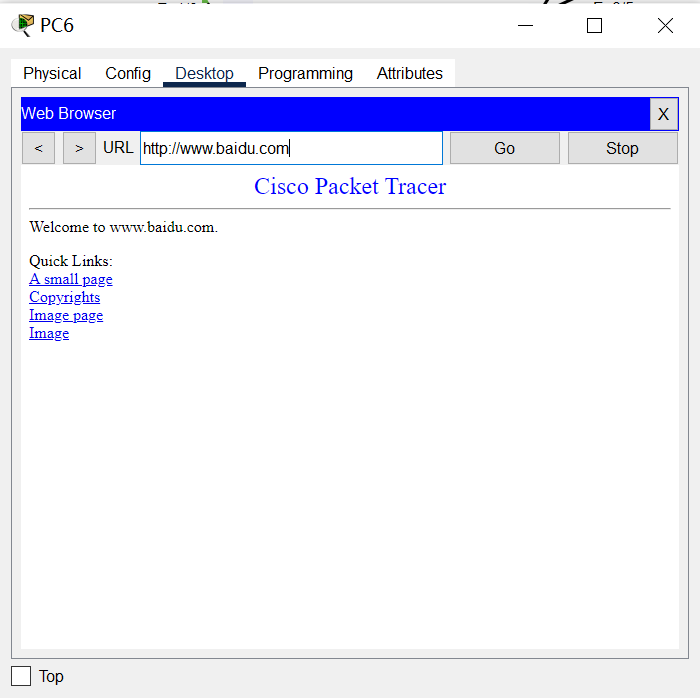 PC6
Physical Config Desktop Programming Attributes
Web Browser X
< > URL http://www.baidu.com Go Stop
Cisco Packet Tracer
Welcome to www.baidu.com.
Quick Links:
A small page
Copyrights
Image page
Image
Top